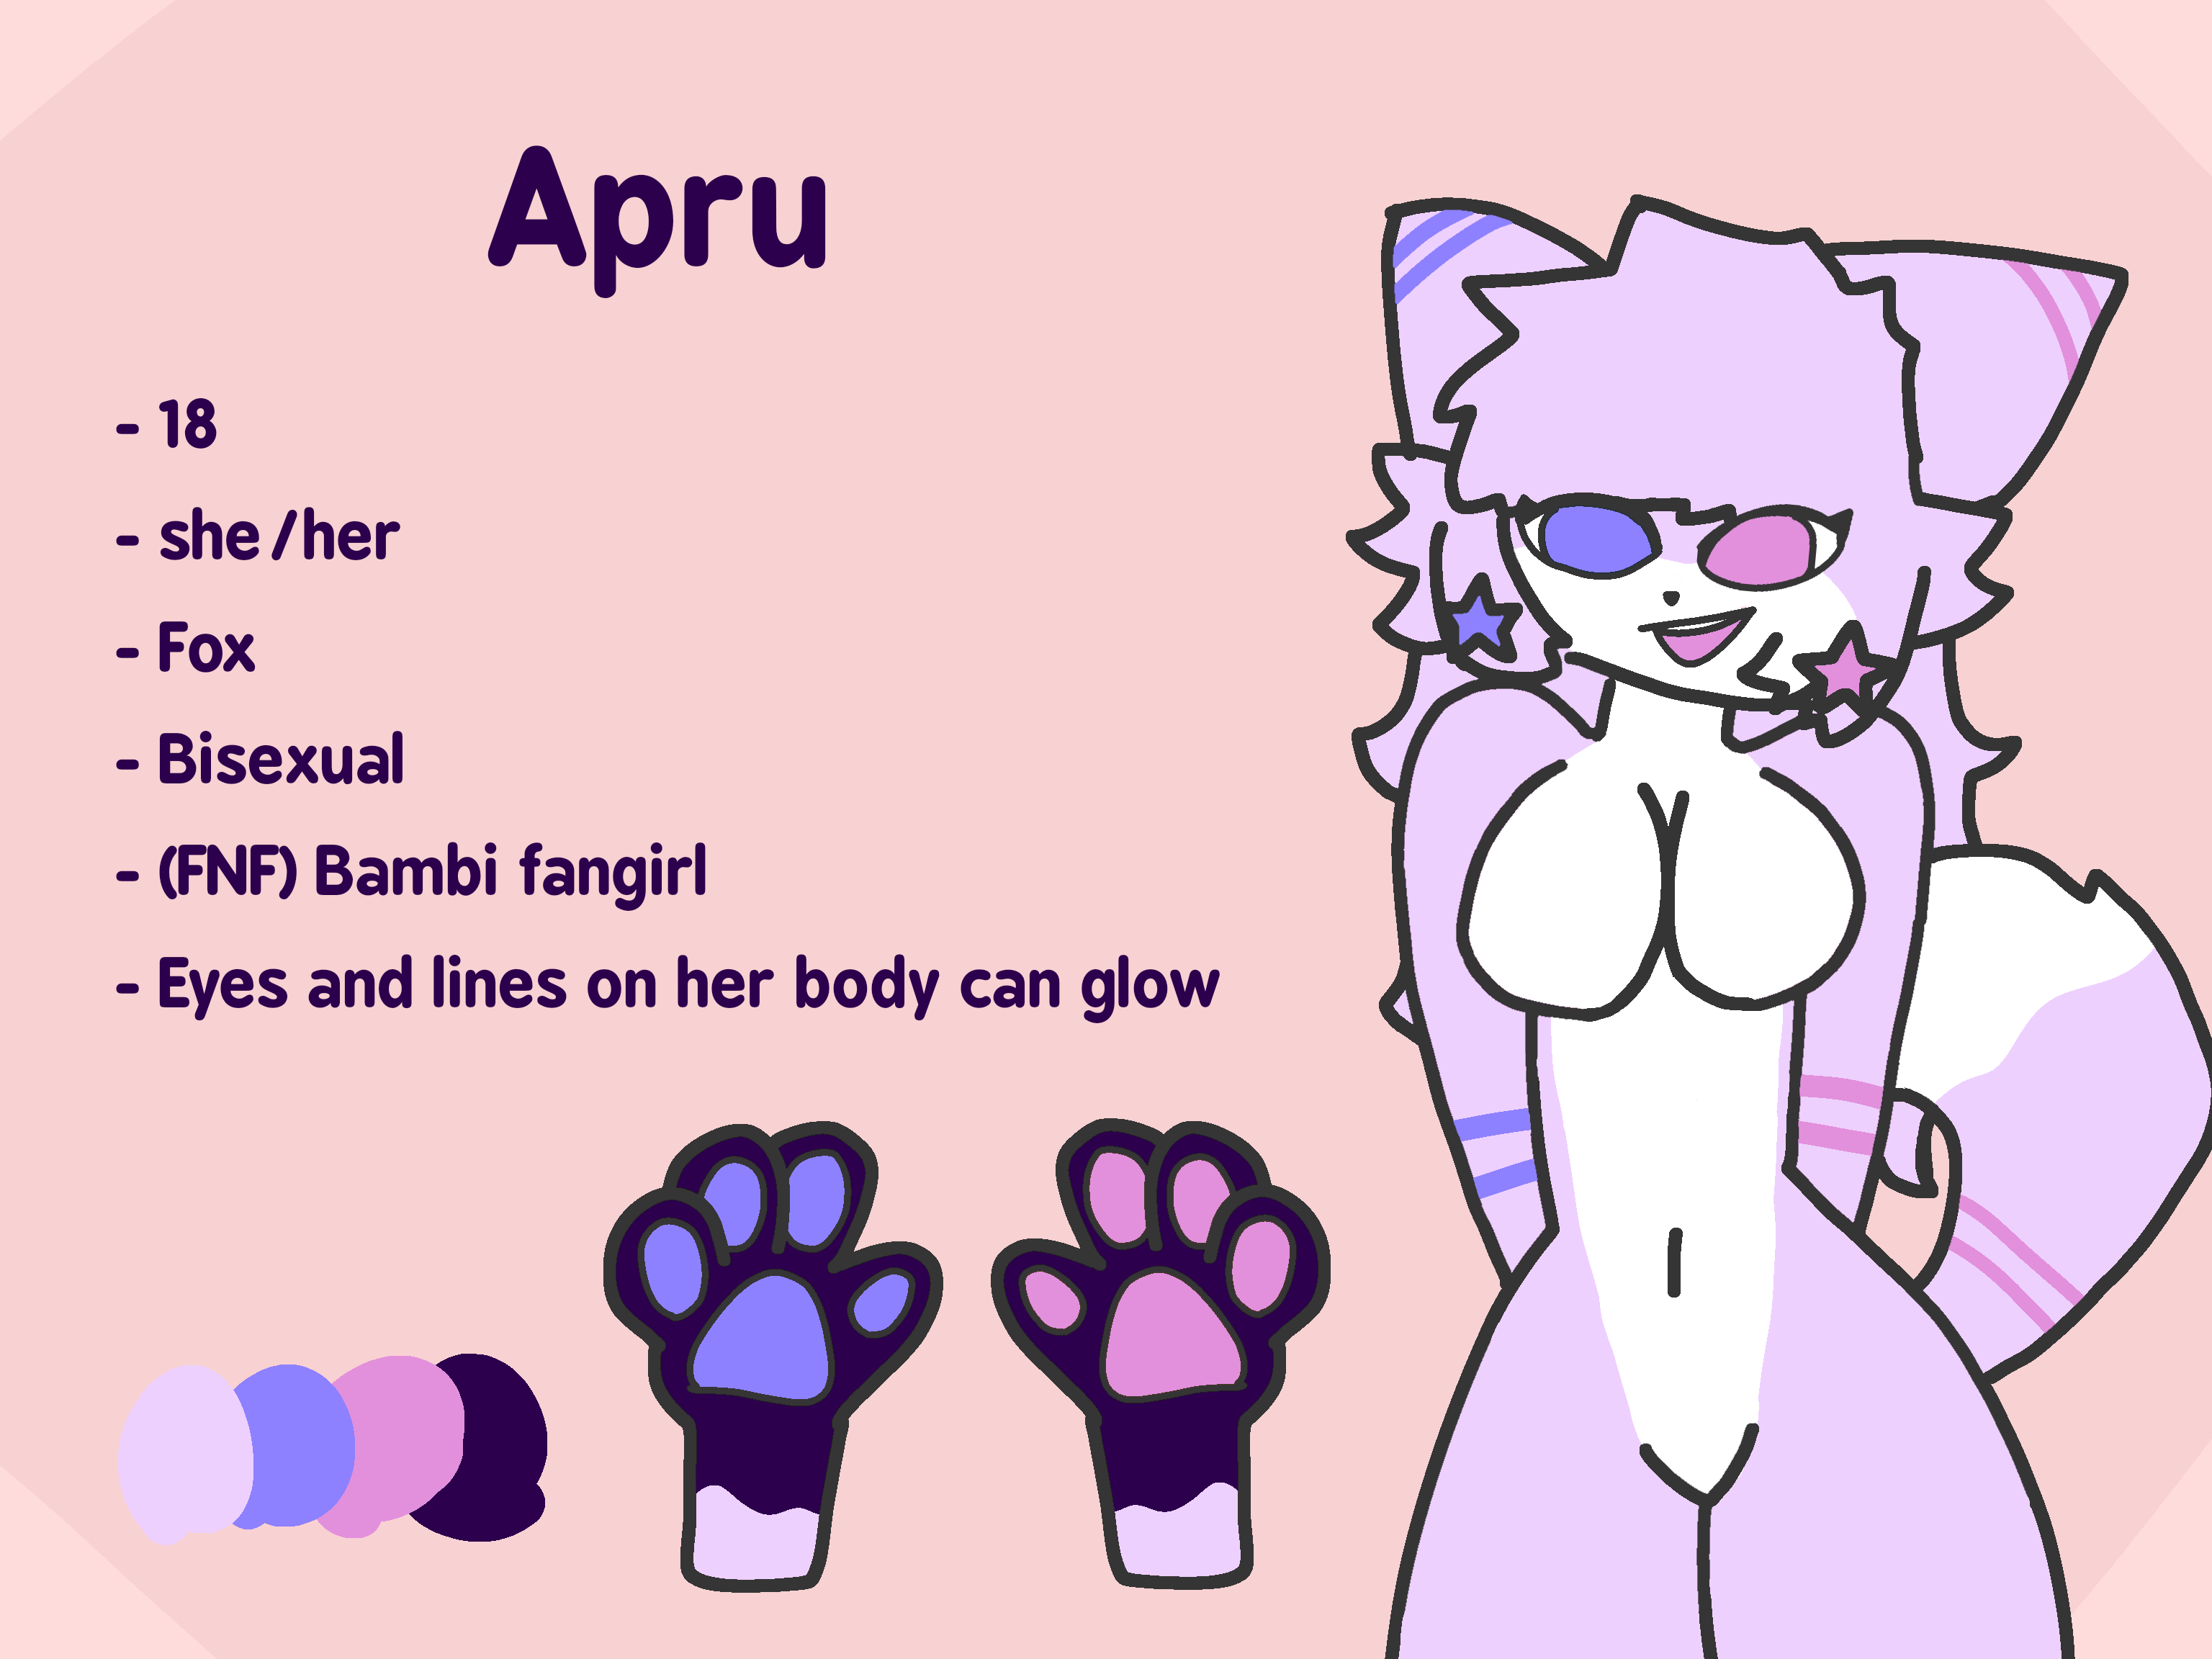 Apru
- 18
- she/her
- Fox
- Bisexual
- (FNF) Bambi fangirl
- Eyes and lines on her body can glow